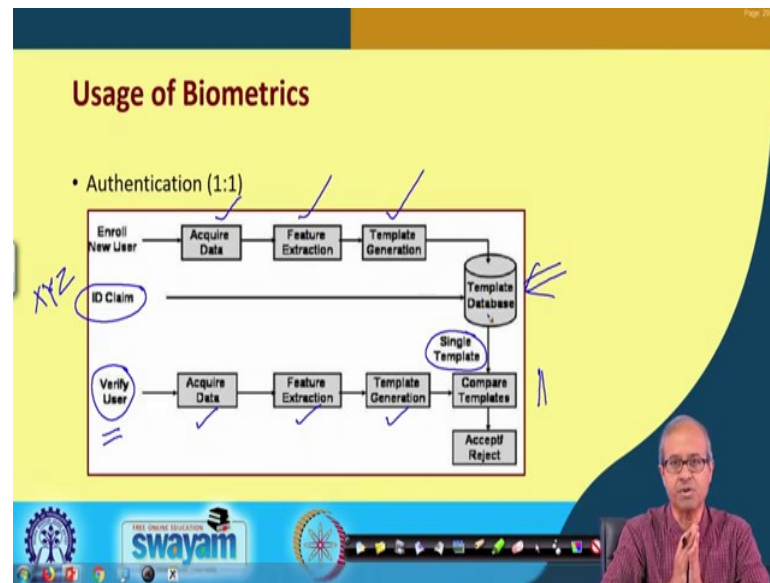 Page 20
Usage of Biometrics
• Authentication (1:1)
Enroll
New User
Acquire
Data
Feature
Extraction
Template
Generation
XYZ
ID Claim
Template
Database
Single
Template
Verify
User
Acquire
Data
Feature
Extraction
Template
Generation
Compare
Templates
Accept/
Reject
FREE ONLINE EDUCATION
swayam